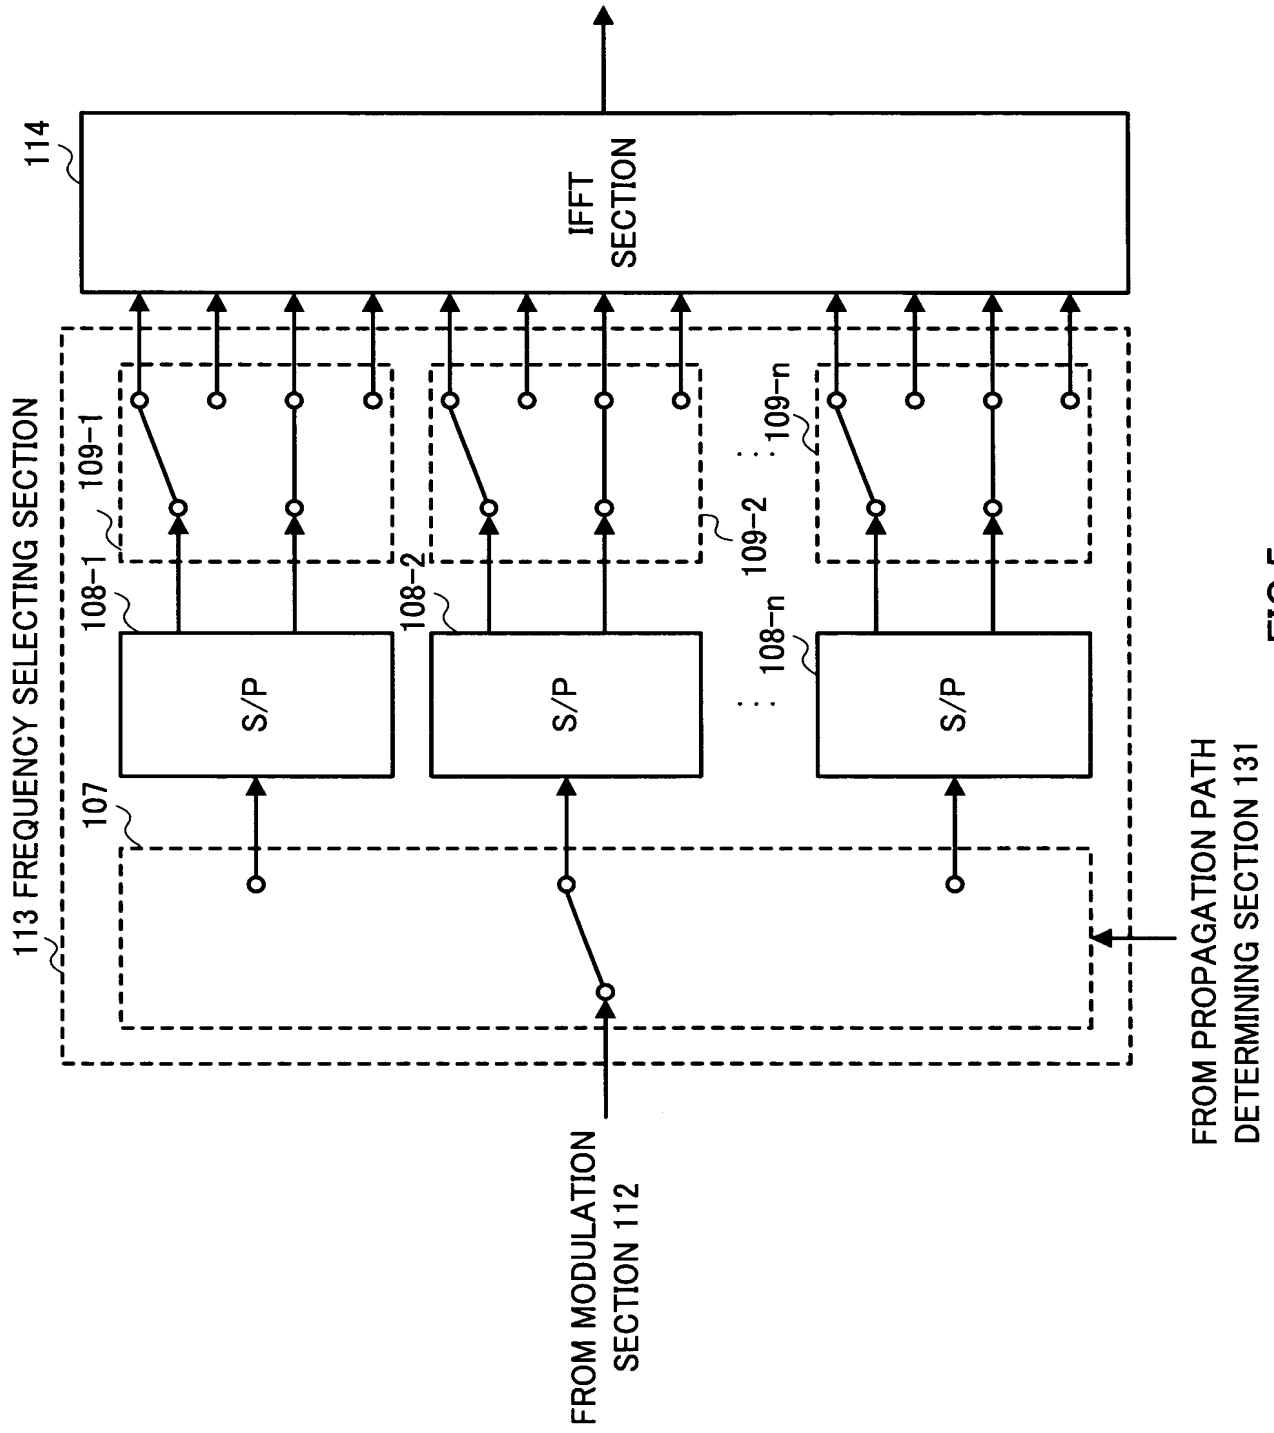 113 FREQUENCY SELECTING SECTION
107
108-1
109-1
114
S/P
108-2
109-2
S/P
108-n
109-n
S/P
IFFT
SECTION
FROM MODULATION
SECTION 112
FROM PROPAGATION PATH
DETERMINING SECTION 131